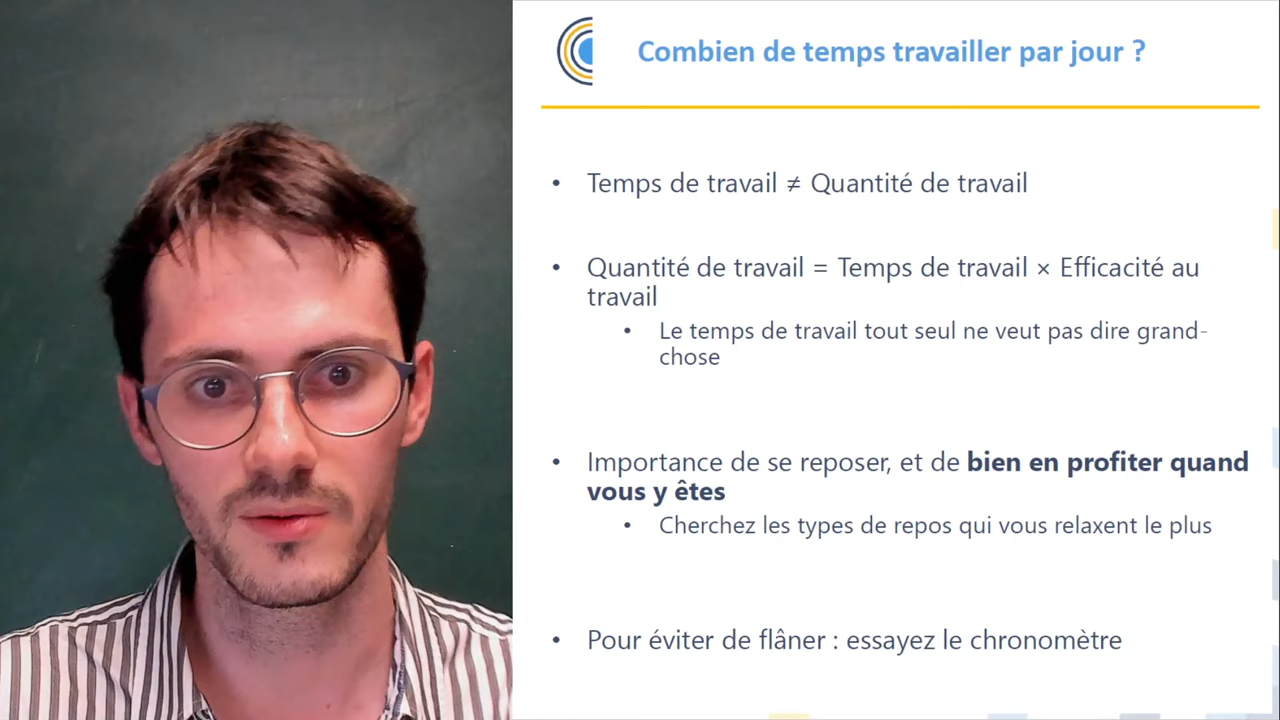 Combien de temps travailler par jour ?
Temps de travail ≠ Quantité de travail
Quantité de travail = Temps de travail × Efficacité au
travail
Le temps de travail tout seul ne veut pas dire grand-
chose
Importance de se reposer, et de bien en profiter quand
vous y êtes
Cherchez les types de repos qui vous relaxent le plus
Pour éviter de flâner : essayez le chronomètre